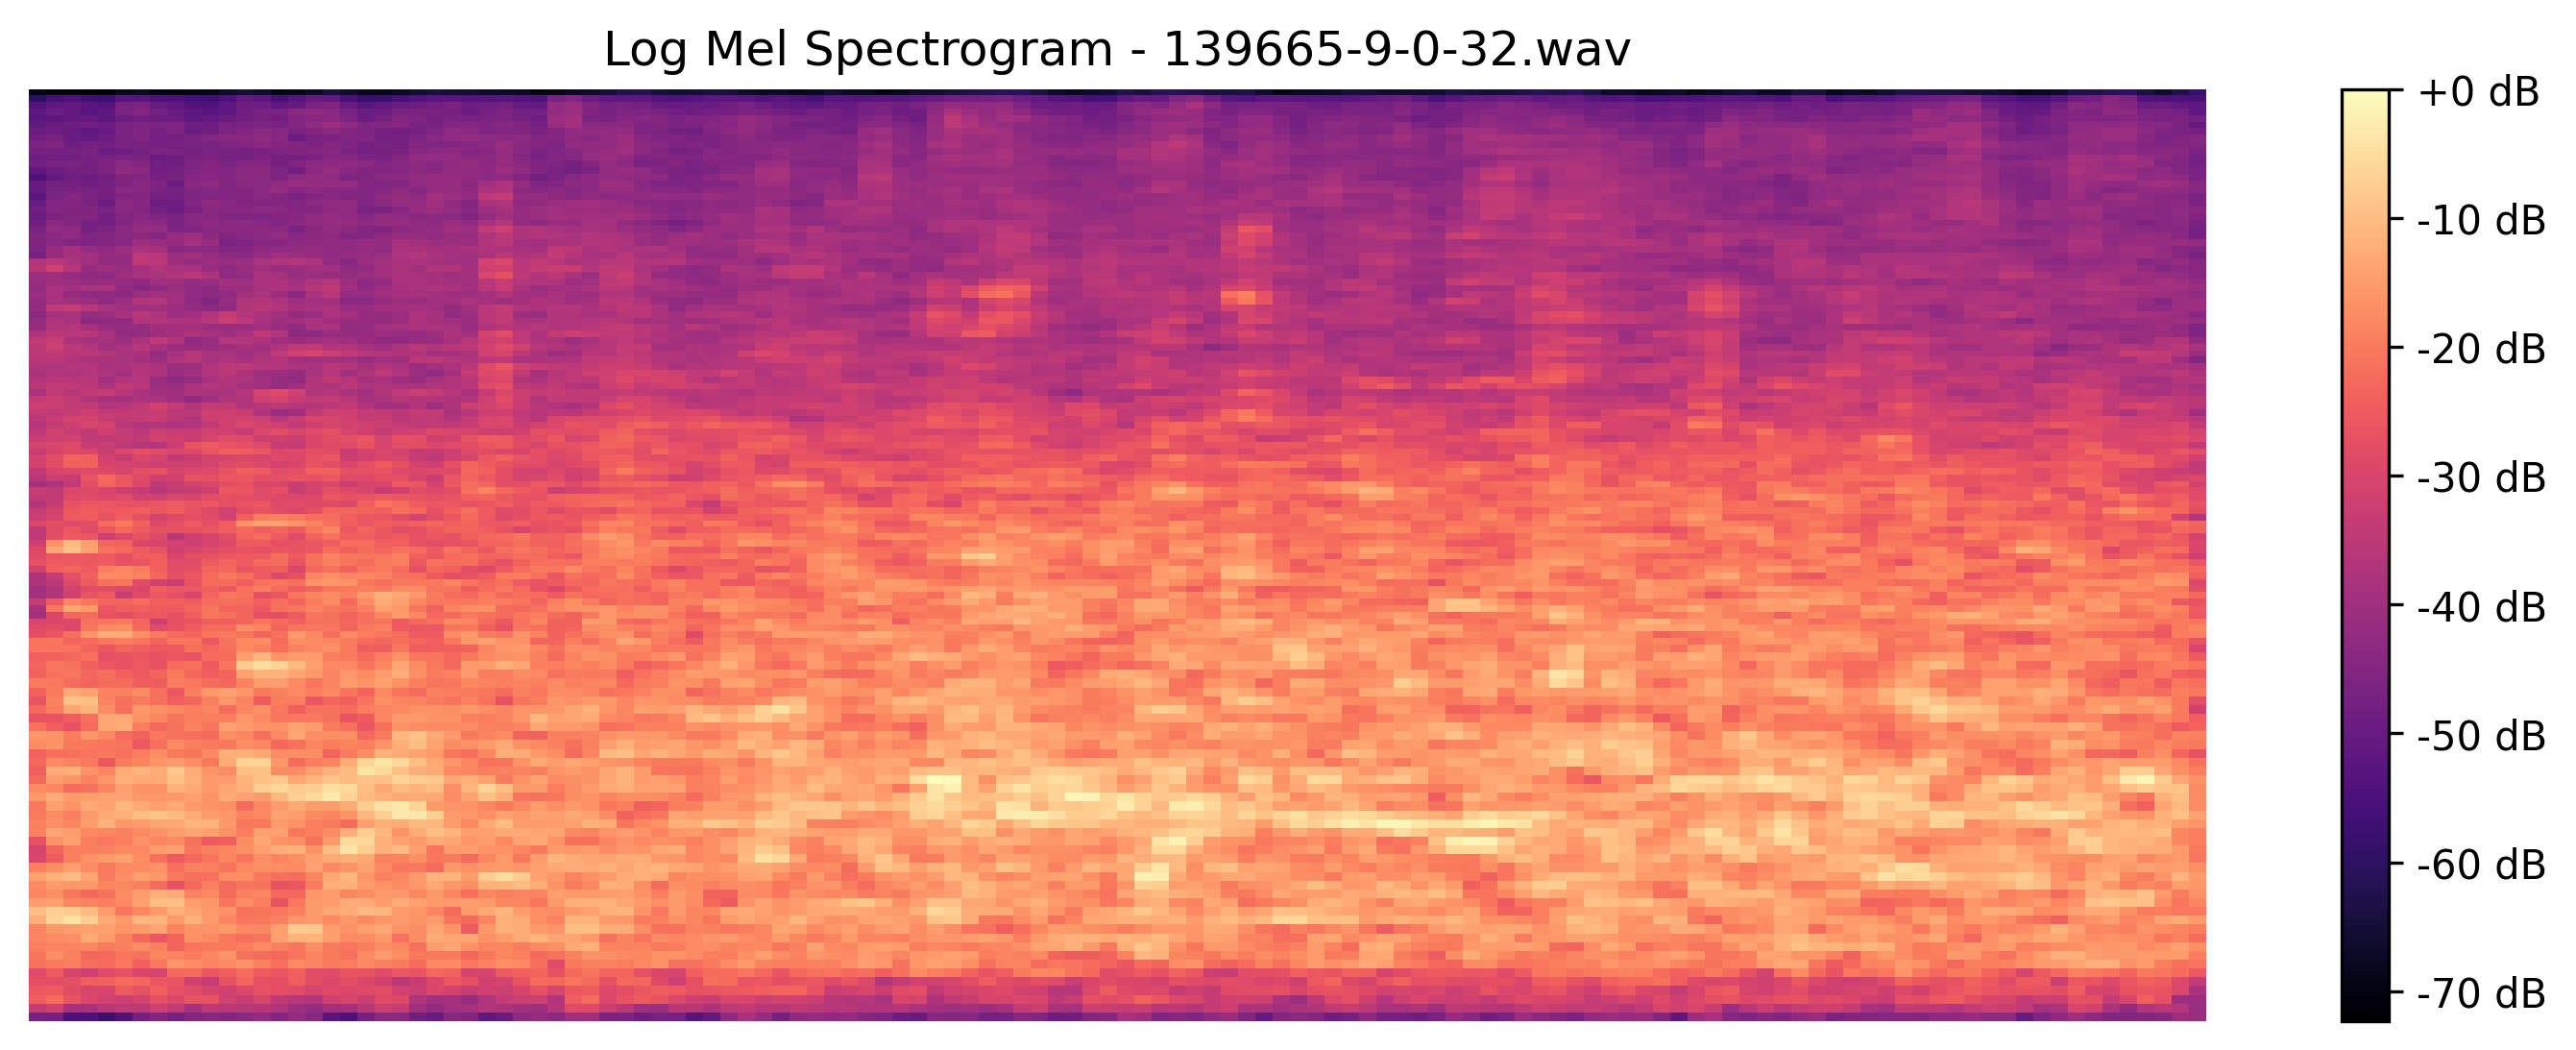 Log Mel Spectrogram - 139665-9-0-32.wav
+0 dB
-10 dB
-20 dB
-30 dB
-40 dB
-50 dB
-60 dB
-70 dB